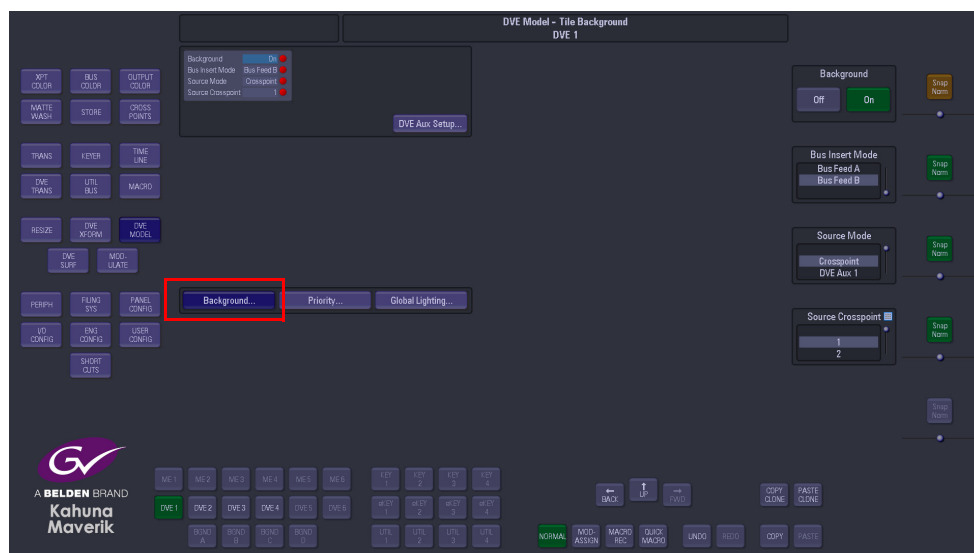 DVE Model - Tile Background
DVE 1
Background On
Bus Insert Mode Bus Feed B
Source Mode Crosspoint
Source Crosspoint 1
DVE Aux Setup...
XPT COLOR
BUS COLOR
OUTPUT COLOR
MATTE WASH
STORE
CROSS POINTS
TRANS
KEYER
TIME LINE
DVE TRANS
UTIL BUS
MACRO
RESIZE
DVE XFORM
DVE MODEL
DVE SURF
MOD- ULATE
PERIPH
FILING SYS
PANEL CONFIG
I/O CONFIG
ENG CONFIG
USER CONFIG
SHORT CUTS
Background...
Priority...
Global Lighting...
Background
Off
On
Snap Norm
Bus Insert Mode
Bus Feed A
Bus Feed B
Snap Norm
Source Mode
Crosspoint
DVE Aux 1
Snap Norm
Source Crosspoint
1
2
Snap Norm
Snap Norm
GV
A BELDEN BRAND
Kahuna
Maverik
ME 1
ME 2
ME 3
ME 4
ME 5
ME 6
KEY 1
KEY 2
KEY 3
KEY 4
DVE 1
DVE 2
DVE 3
DVE 4
DVE 5
DVE 6
BGND A
BGND B
BGND C
BGND D
UTIL 1
UTIL 2
UTIL 3
UTIL 4
BACK
UP
FWD
COPY CLONE
PASTE CLONE
NORMAL
MOD- ASSIGN
MACRO REC
QUICK MACRO
UNDO
REDO
COPY
PASTE